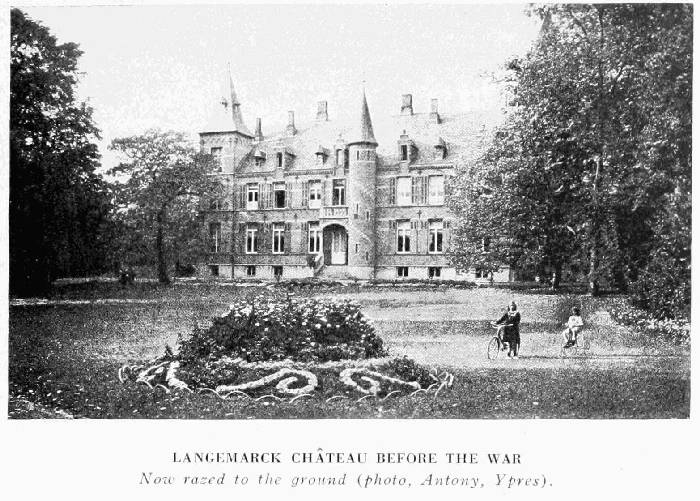 LANGEMARCK CHÂTEAU BEFORE THE WAR
Now razed to the ground (photo, Antony, Ypres).